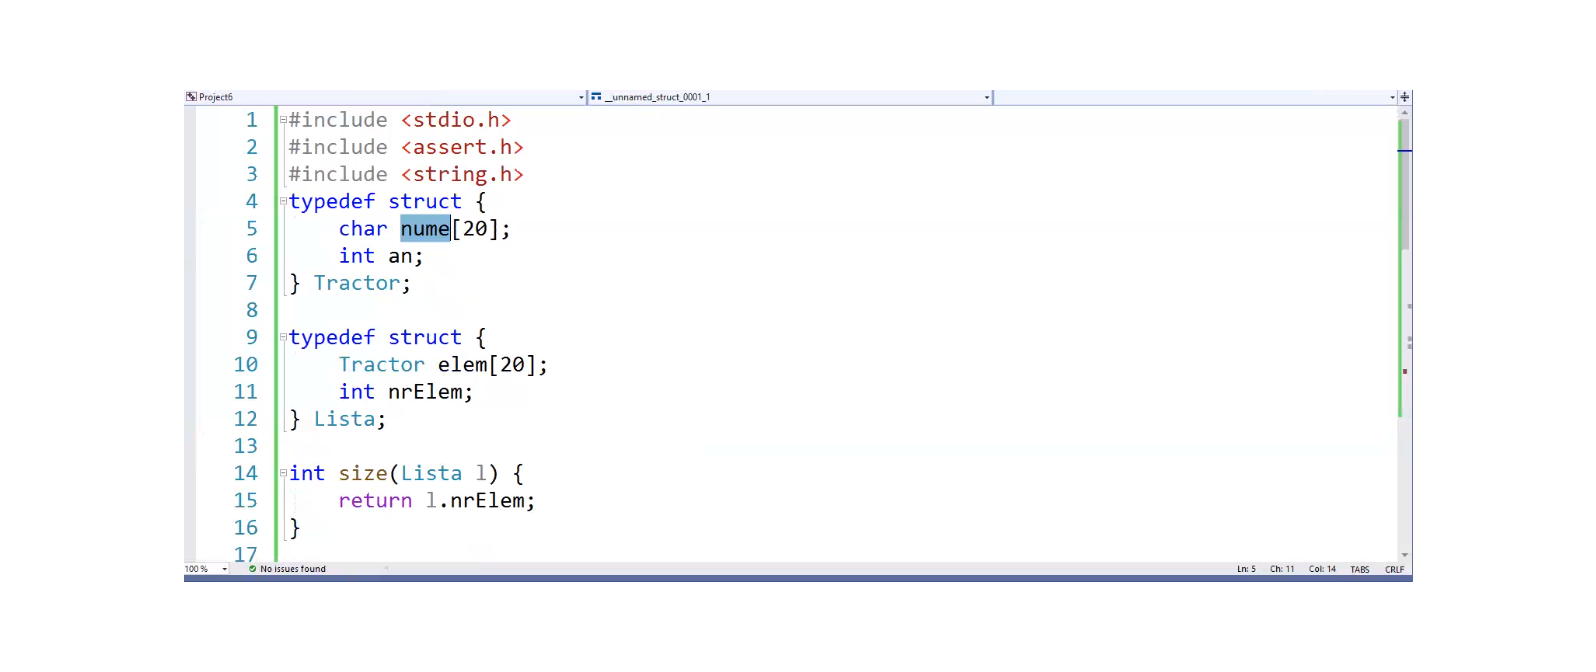 Project6 __unnamed_struct_0001_1
1 #include <stdio.h>
2 #include <assert.h>
3 #include <string.h>
4 typedef struct {
5     char nume[20];
6     int an;
7 } Tractor;
8
9 typedef struct {
10     Tractor elem[20];
11     int nrElem;
12 } Lista;
13
14 int size(Lista l) {
15     return l.nrElem;
16 }
17
100 % No issues found Ln: 5 Ch: 11 Col: 14 TABS CRLF